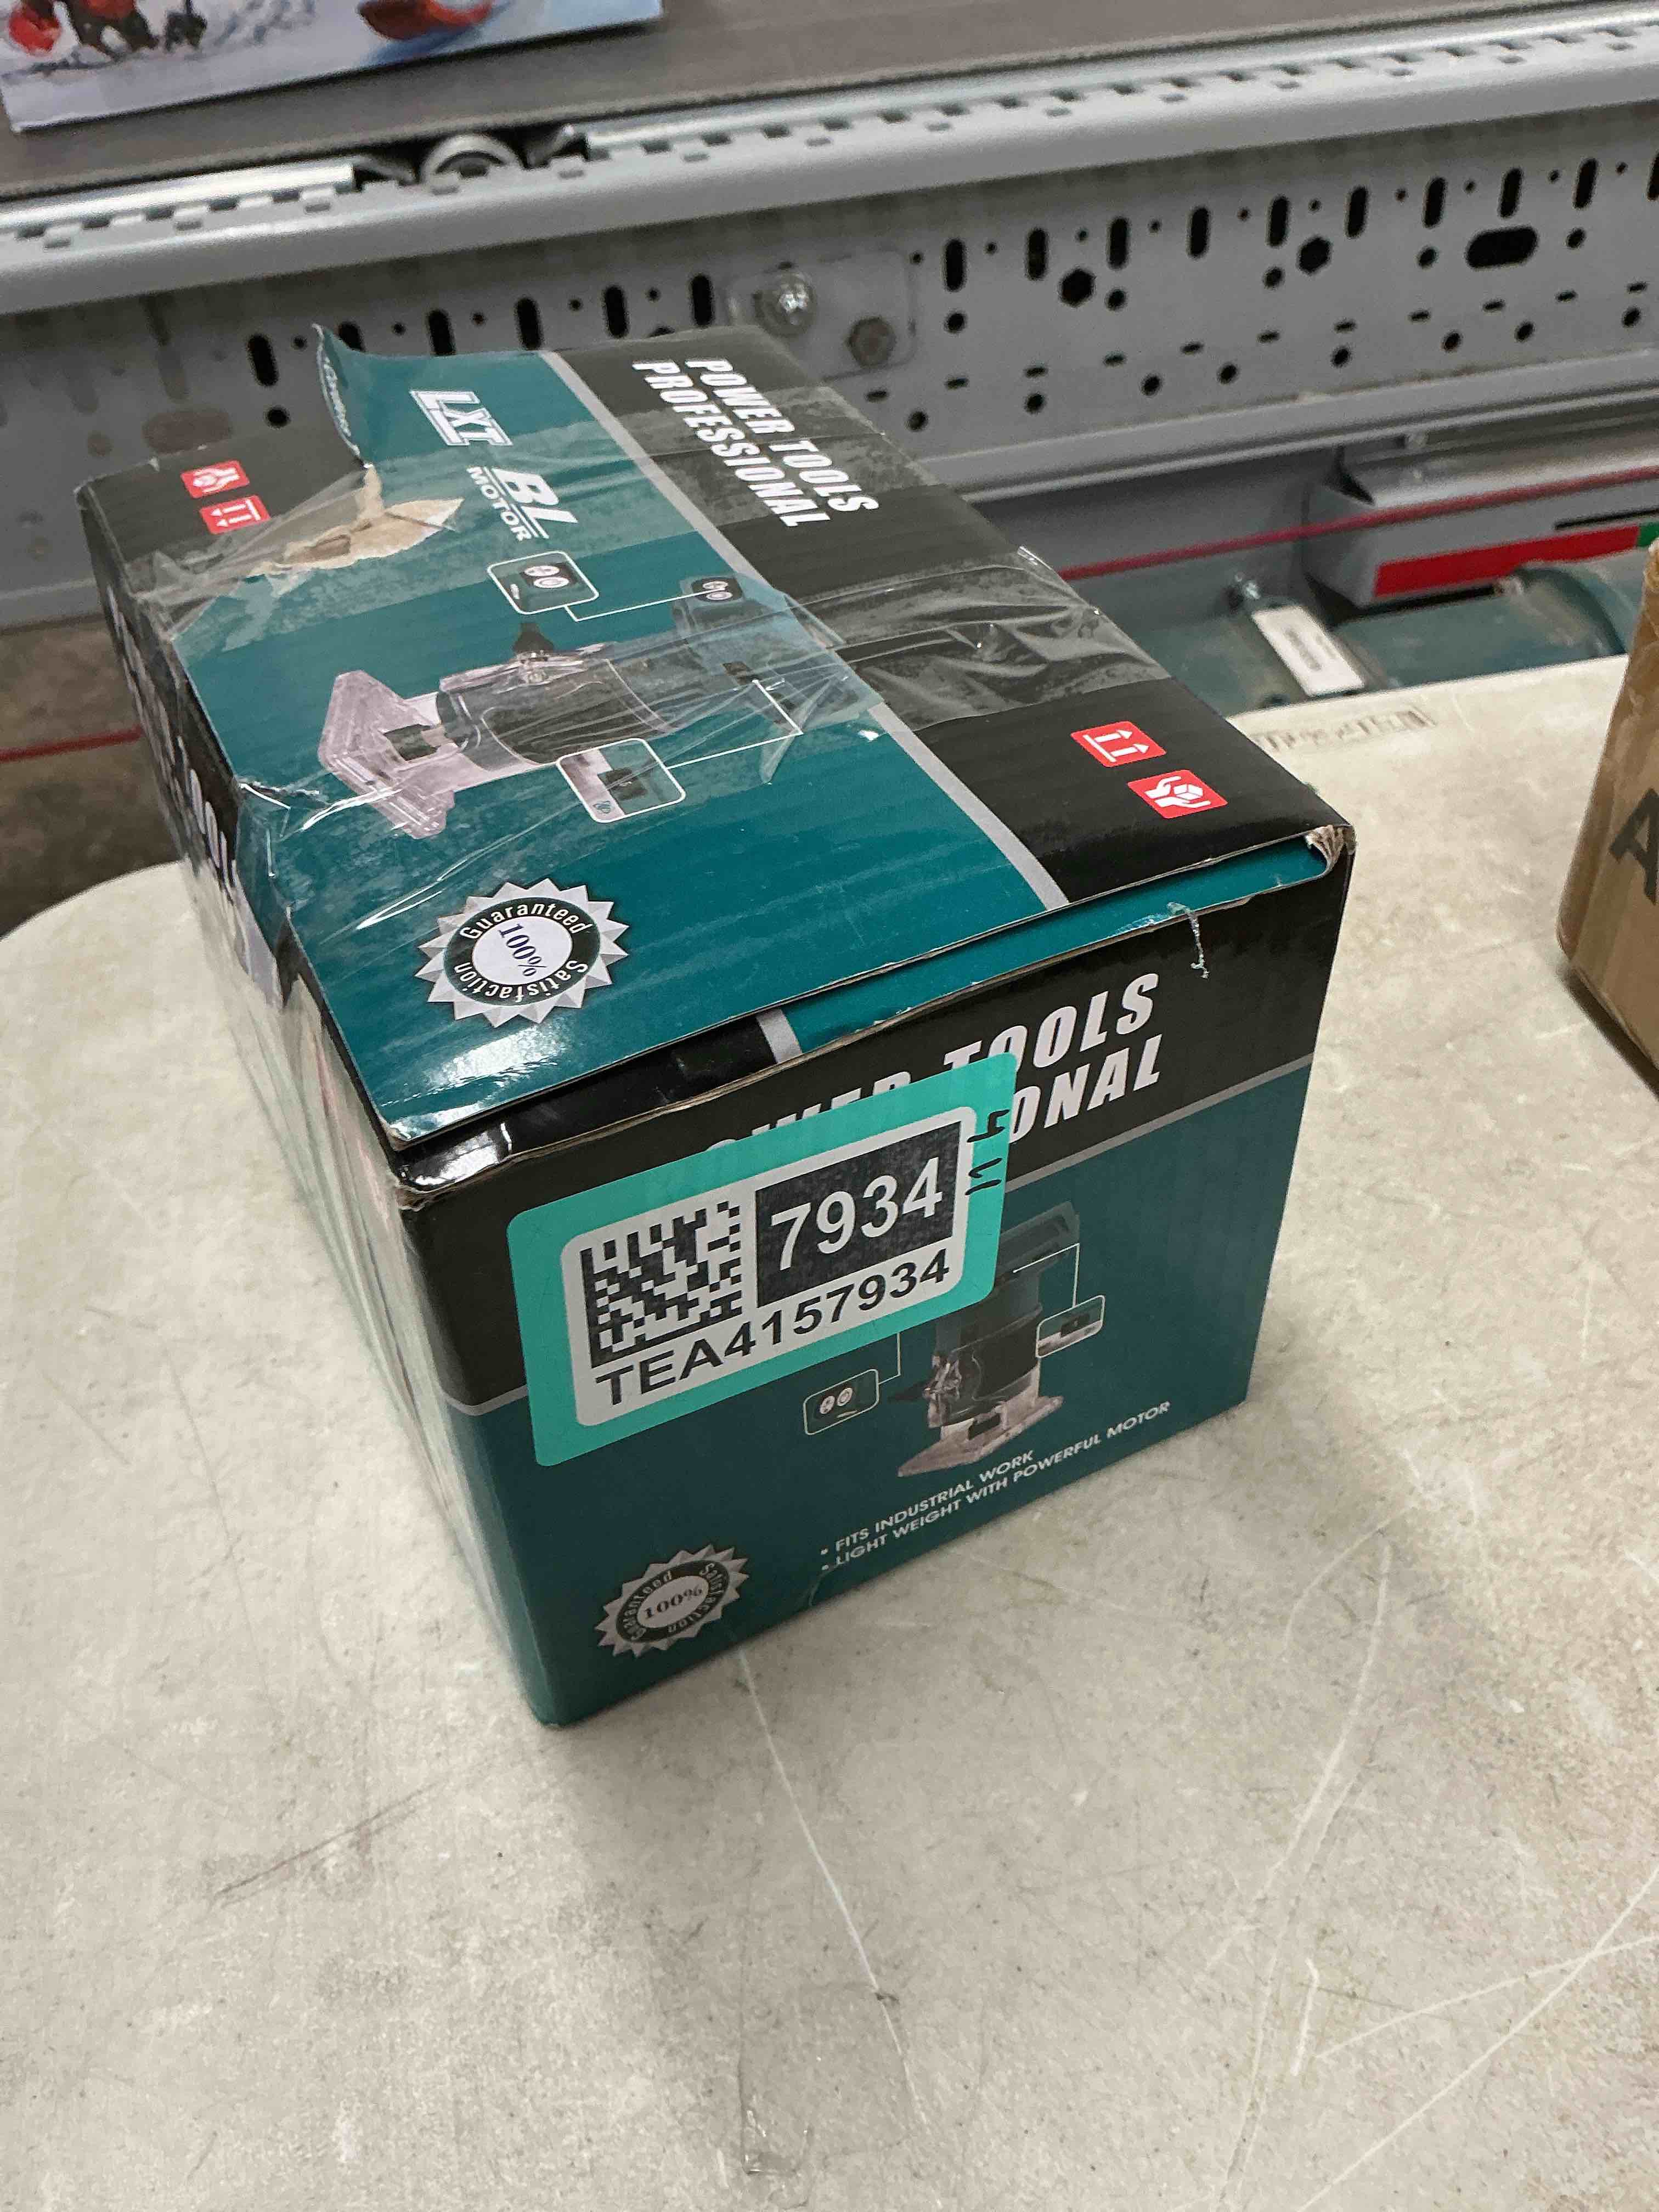 LXT
BL
MOTOR
POWER TOOLS
PROFESSIONAL
Guaranteed
100%
Satisfaction
TOOLS
ONAL
7934
TEA4157934
• FITS INDUSTRIAL WORK
• LIGHT WEIGHT WITH POWERFUL MOTOR
Guaranteed
100%
Satisfaction
A